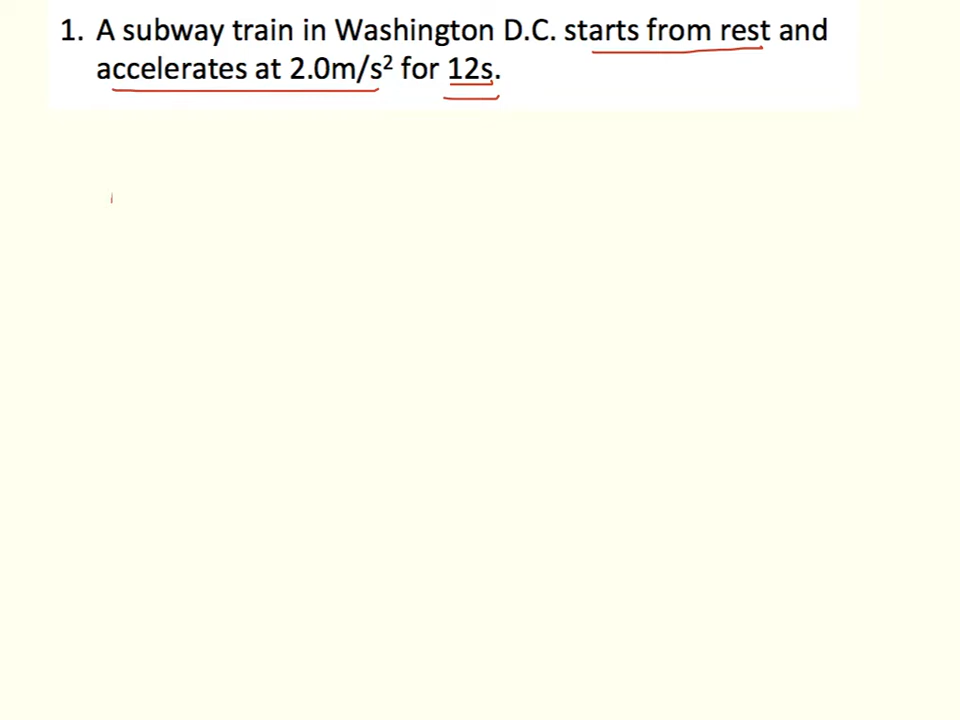 1. A subway train in Washington D.C. starts from rest and
accelerates at 2.0m/s² for 12s.